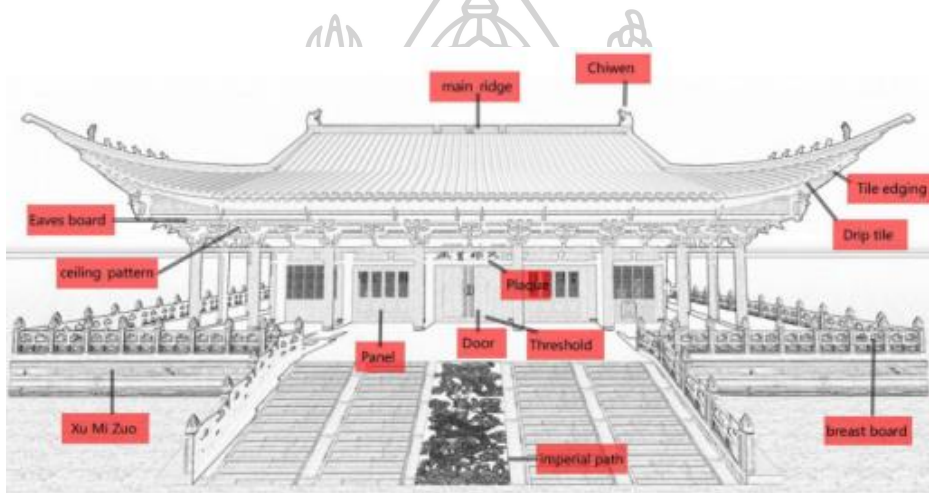 Chiwen
main ridge
Tile edging
Eaves board
Drip tile
ceiling pattern
Plaque
Door
Threshold
Panel
Xu Mi Zuo
breast board
imperial path